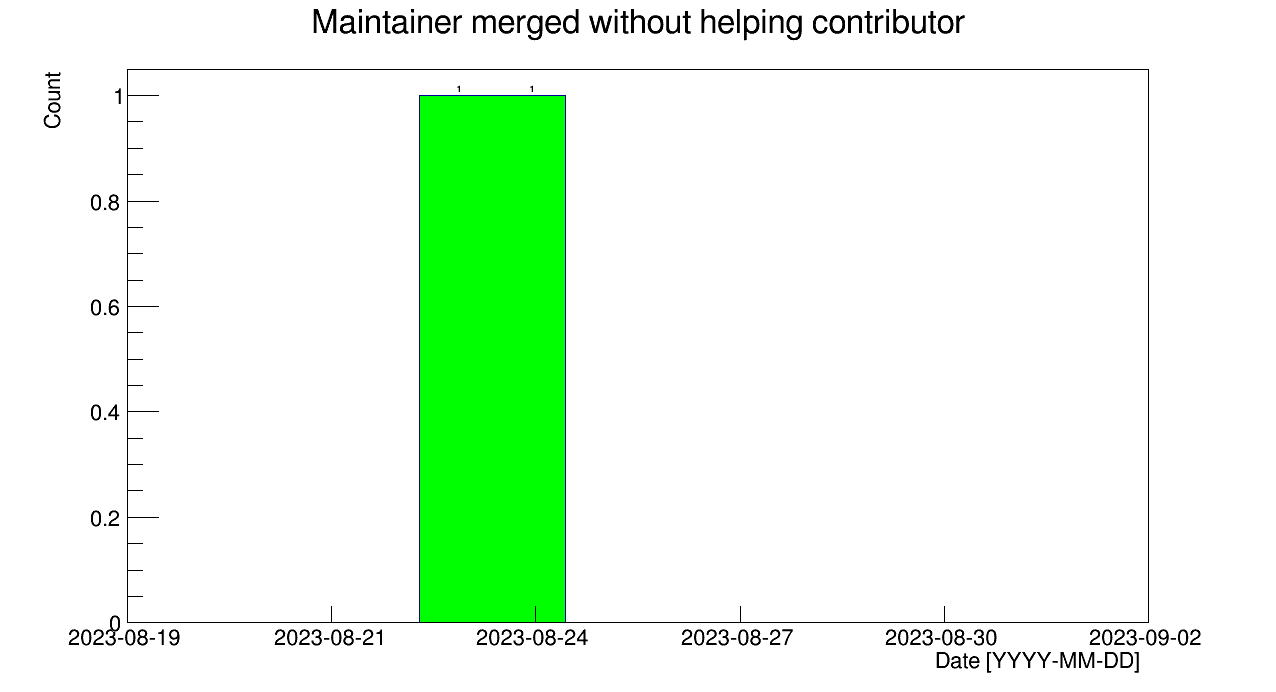 Maintainer merged without helping contributor
Count
1
1 1
0.8
0.6
0.4
0.2
0
2023-08-19 2023-08-21 2023-08-24 2023-08-27 2023-08-30 2023-09-02
Date [YYYY-MM-DD]